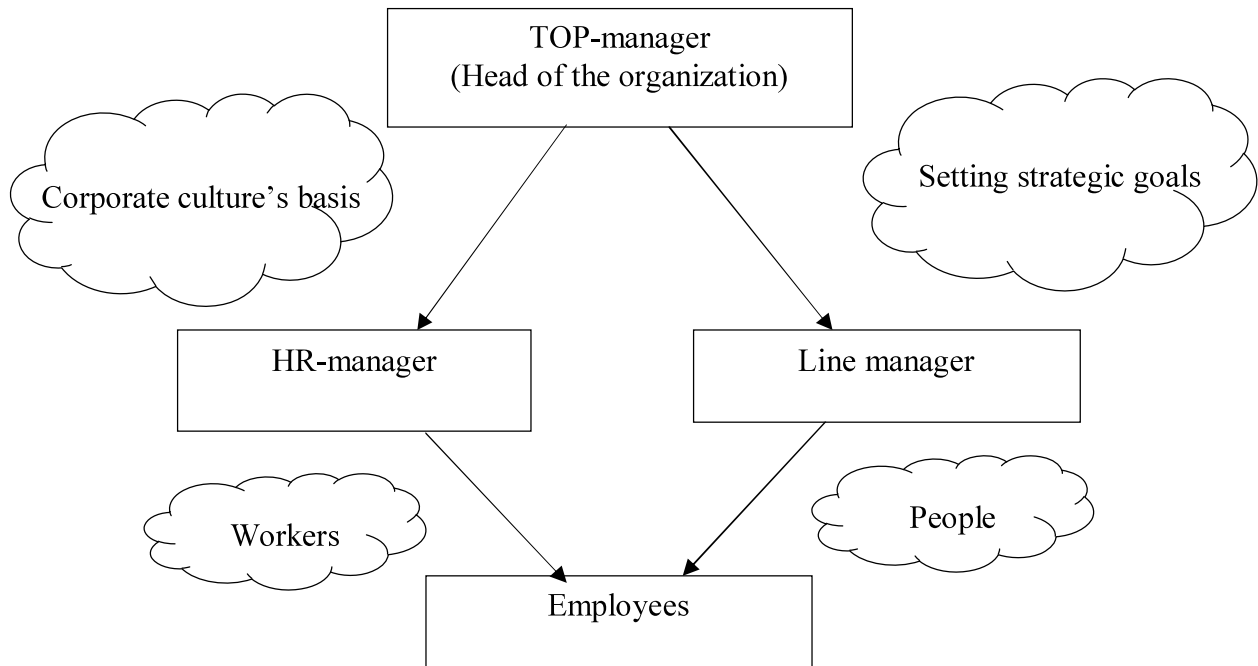 TOP-manager
(Head of the organization)
Corporate culture’s basis
Setting strategic goals
HR-manager
Line manager
Workers
People
Employees